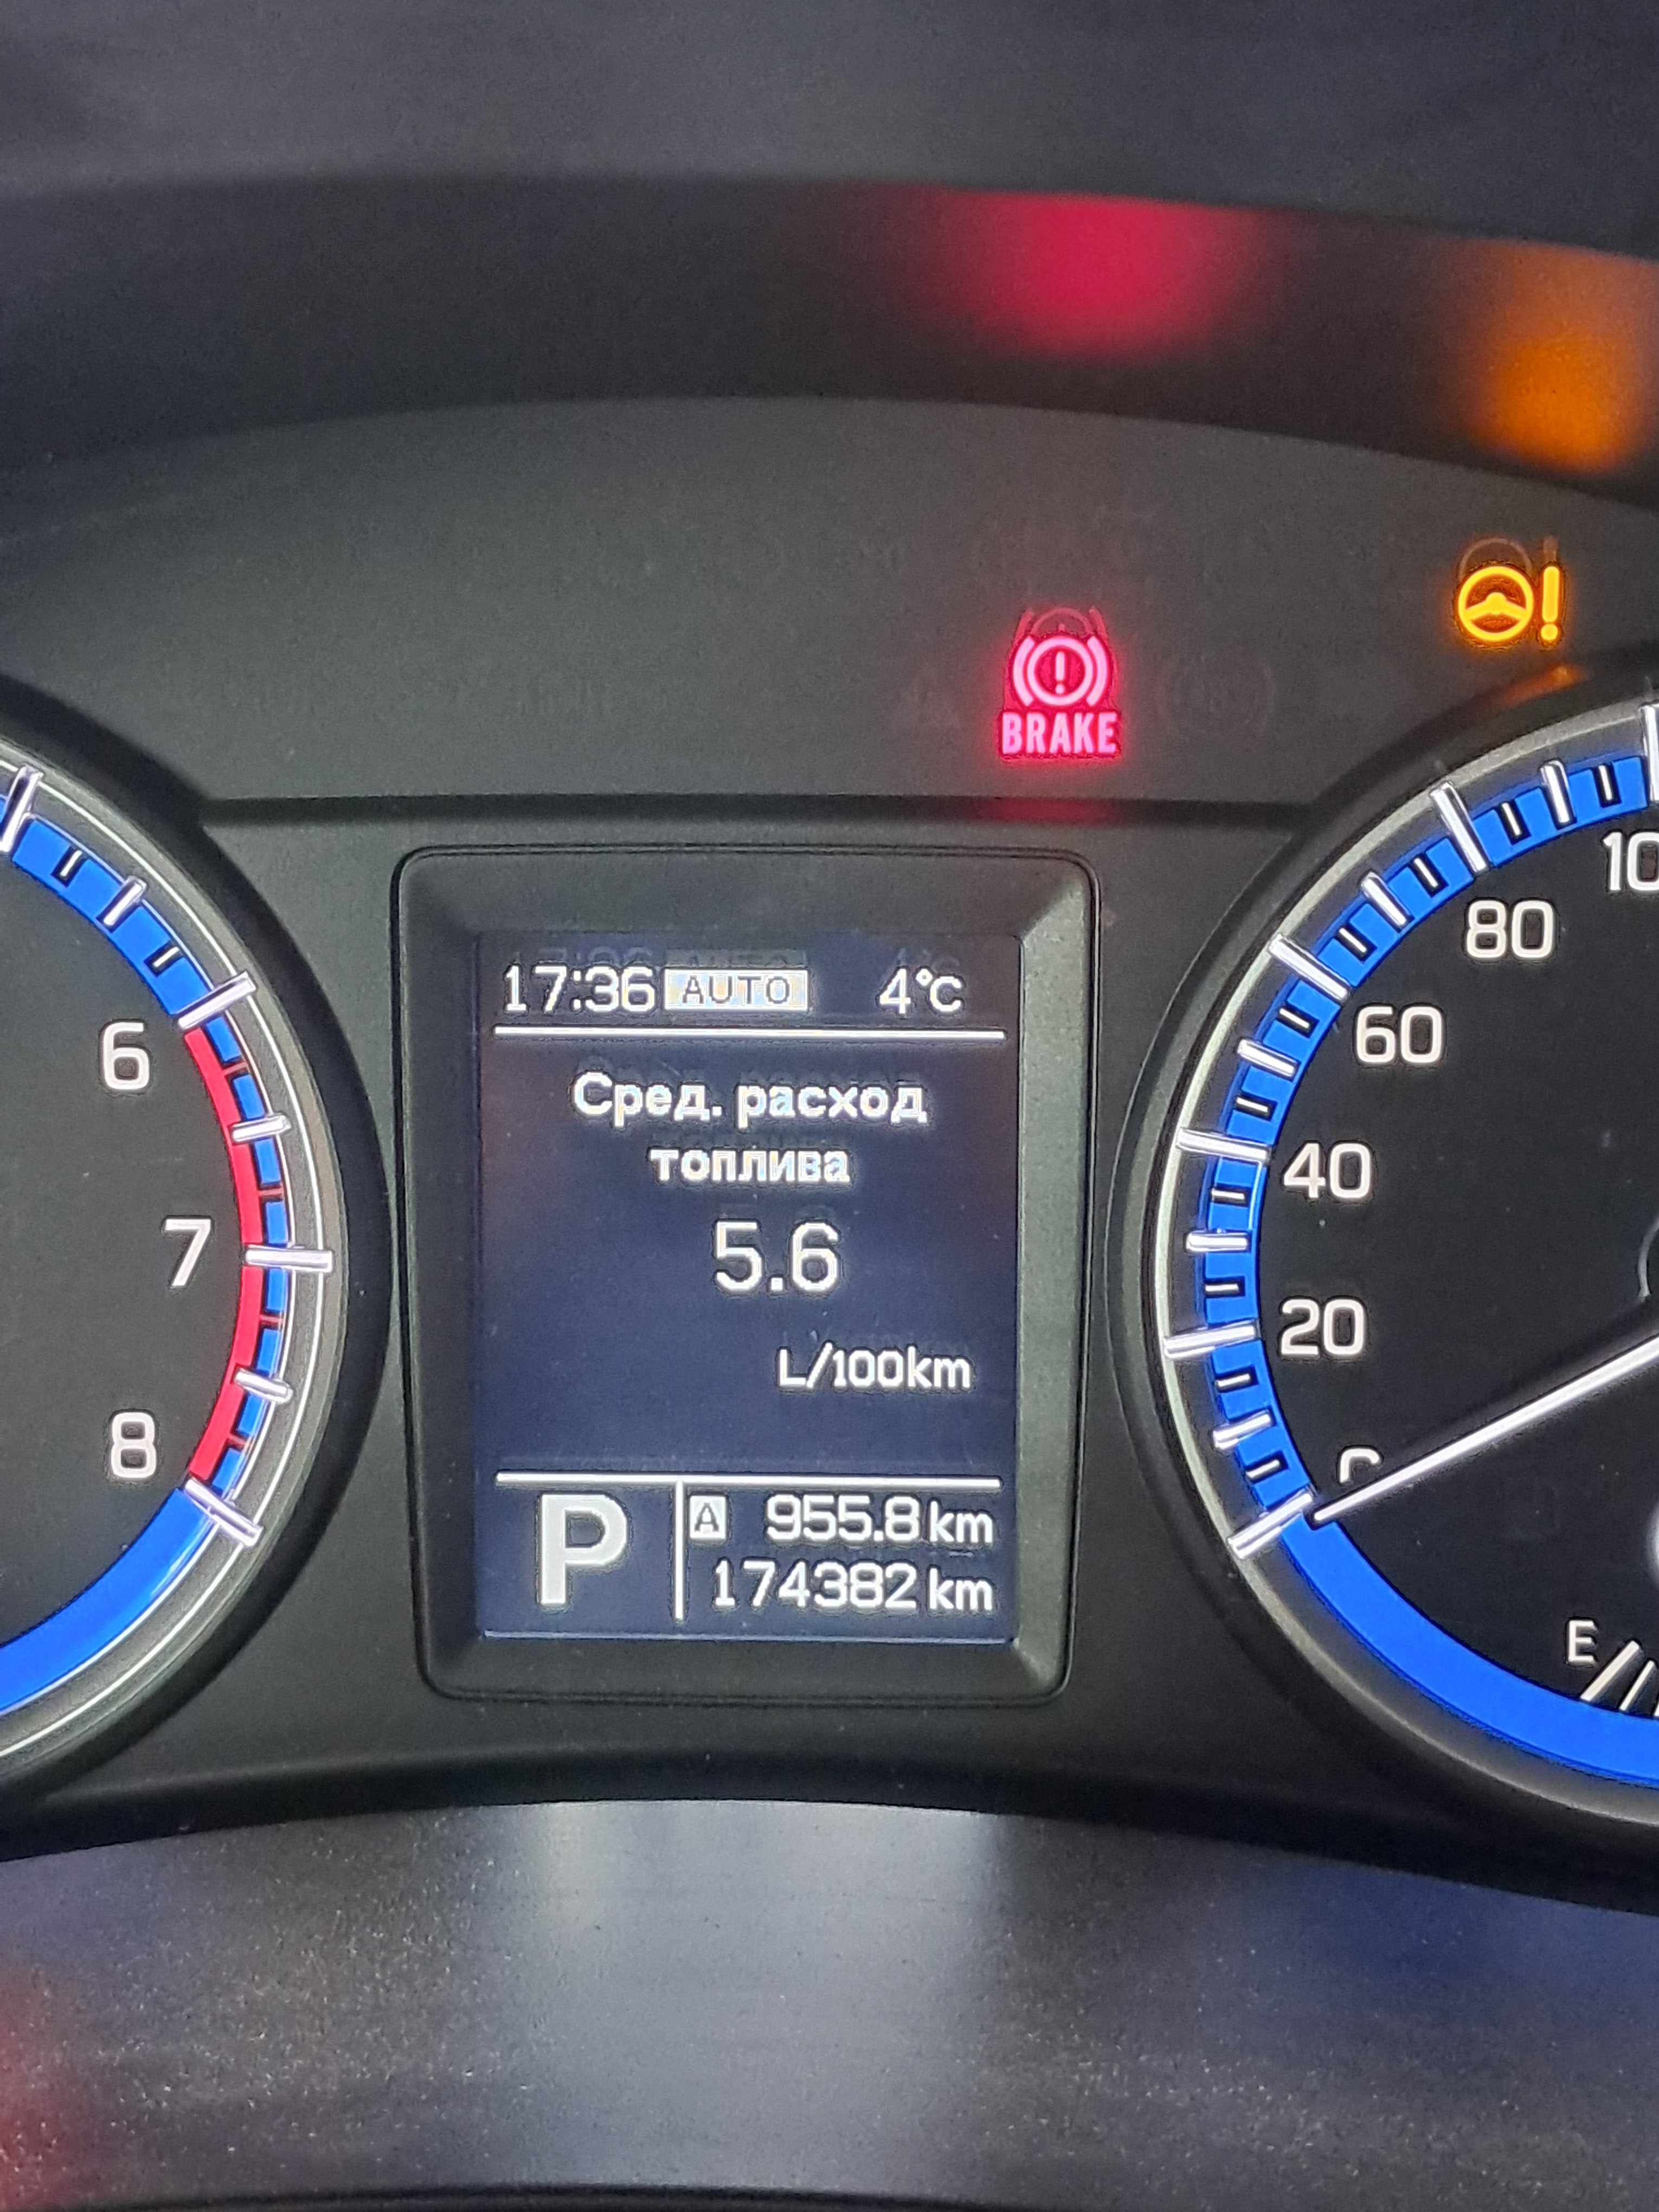 BRAKE
17:36 AUTO 4°C
Сред. расход
топлива
5.6
L/100km
P
A 955.8 km
174382 km
6
7
8
80
60
40
20
E